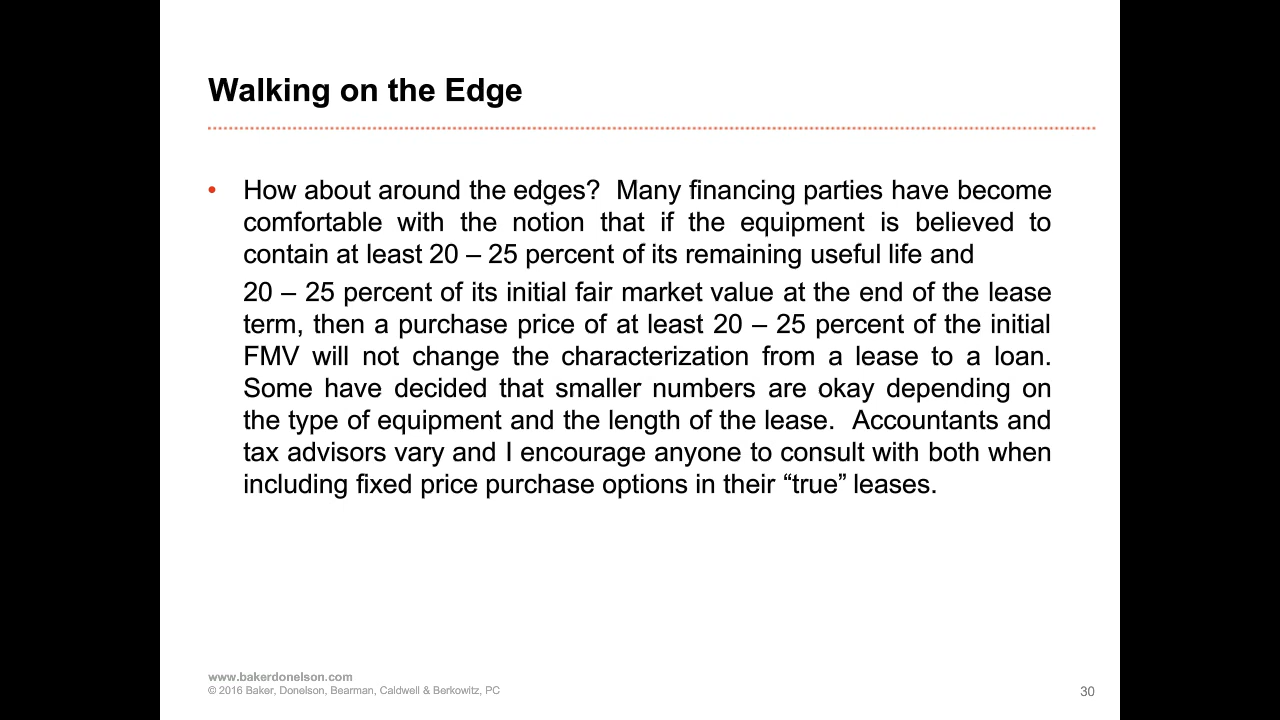 Walking on the Edge
• How about around the edges?  Many financing parties have become
comfortable with the notion that if the equipment is believed to
contain at least 20 – 25 percent of its remaining useful life and
20 – 25 percent of its initial fair market value at the end of the lease
term, then a purchase price of at least 20 – 25 percent of the initial
FMV will not change the characterization from a lease to a loan.
Some have decided that smaller numbers are okay depending on
the type of equipment and the length of the lease.  Accountants and
tax advisors vary and I encourage anyone to consult with both when
including fixed price purchase options in their “true” leases.
www.bakerdonelson.com
© 2016 Baker, Donelson, Bearman, Caldwell & Berkowitz, PC
30